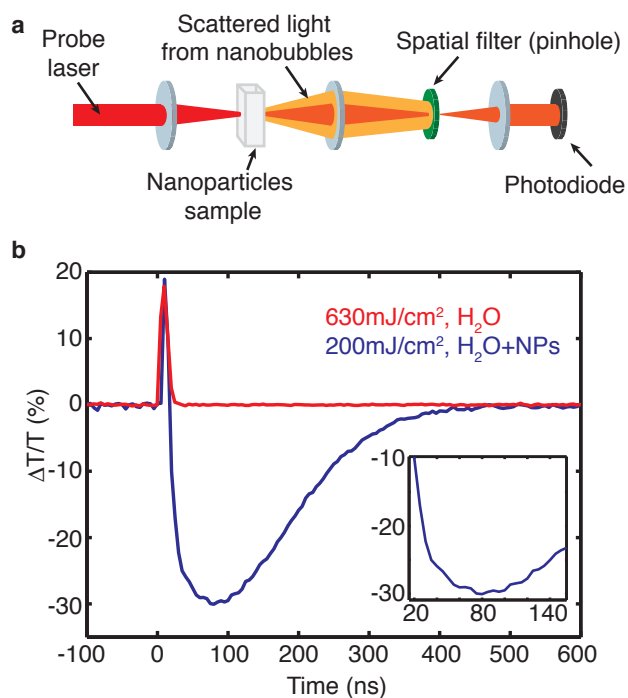 a
Probe
laser
Scattered light
from nanobubbles
Spatial filter (pinhole)
Nanoparticles
sample
Photodiode
b
20
10
0
-10
-20
-30
ΔT/T (%)
630mJ/cm², H₂O
200mJ/cm², H₂O+NPs
-10
-20
-30
20
80
140
-100
0
100
200
300
400
500
600
Time (ns)